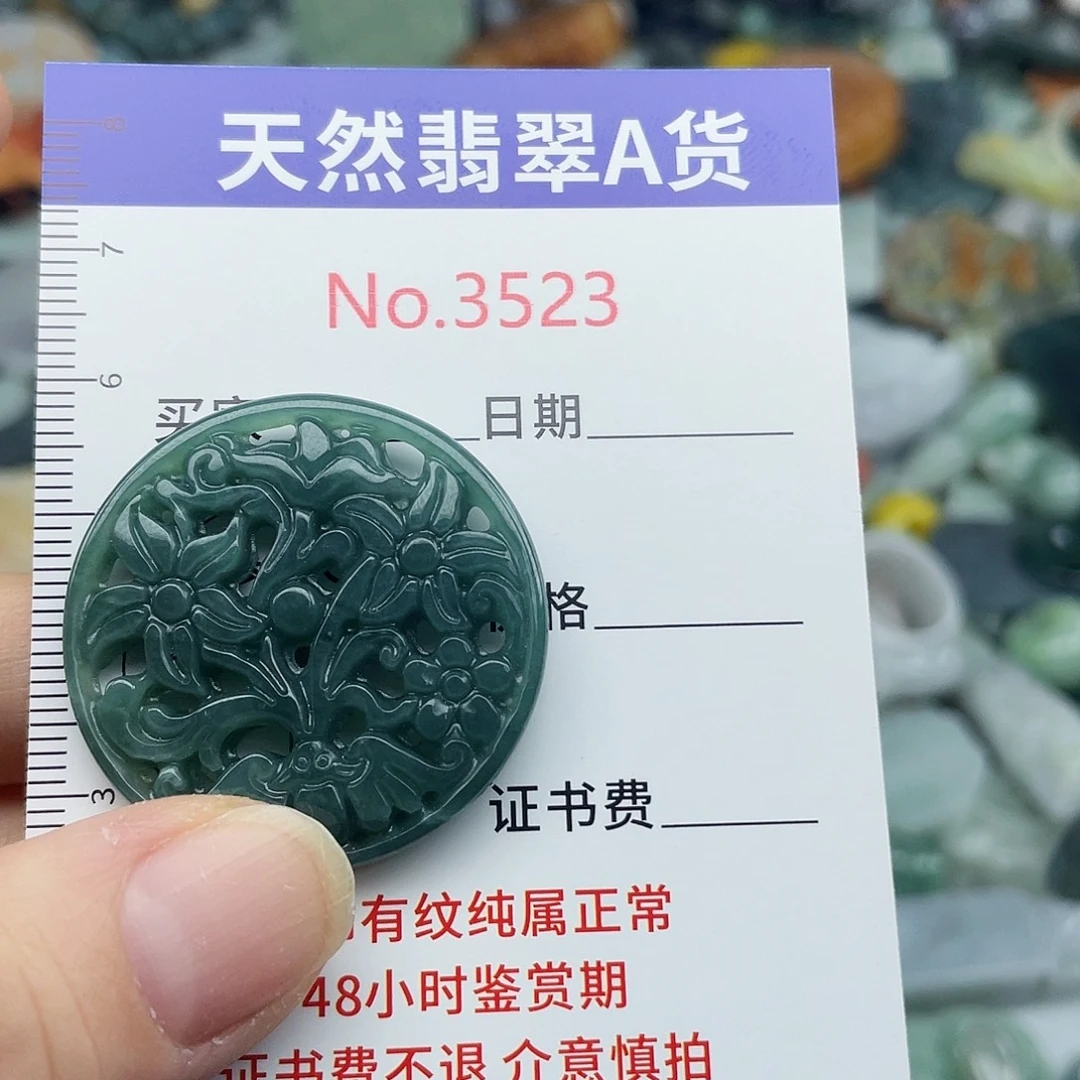 天然翡翠A货
No.3523
8
7
6
3
买
日期
格
证书费
有纹纯属正常
48小时鉴赏期
证书费不退 介意慎拍